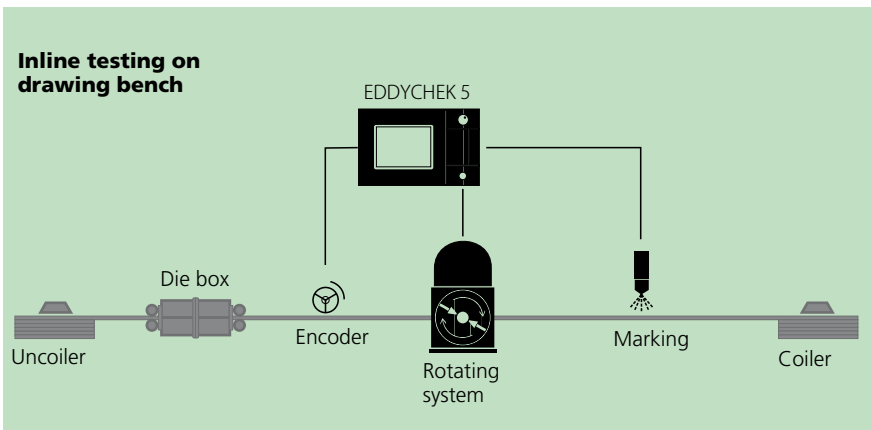 Inline testing on
drawing bench
EDDYCHEK 5
Die box
Encoder
Marking
Uncoiler
Coiler
Rotating
system